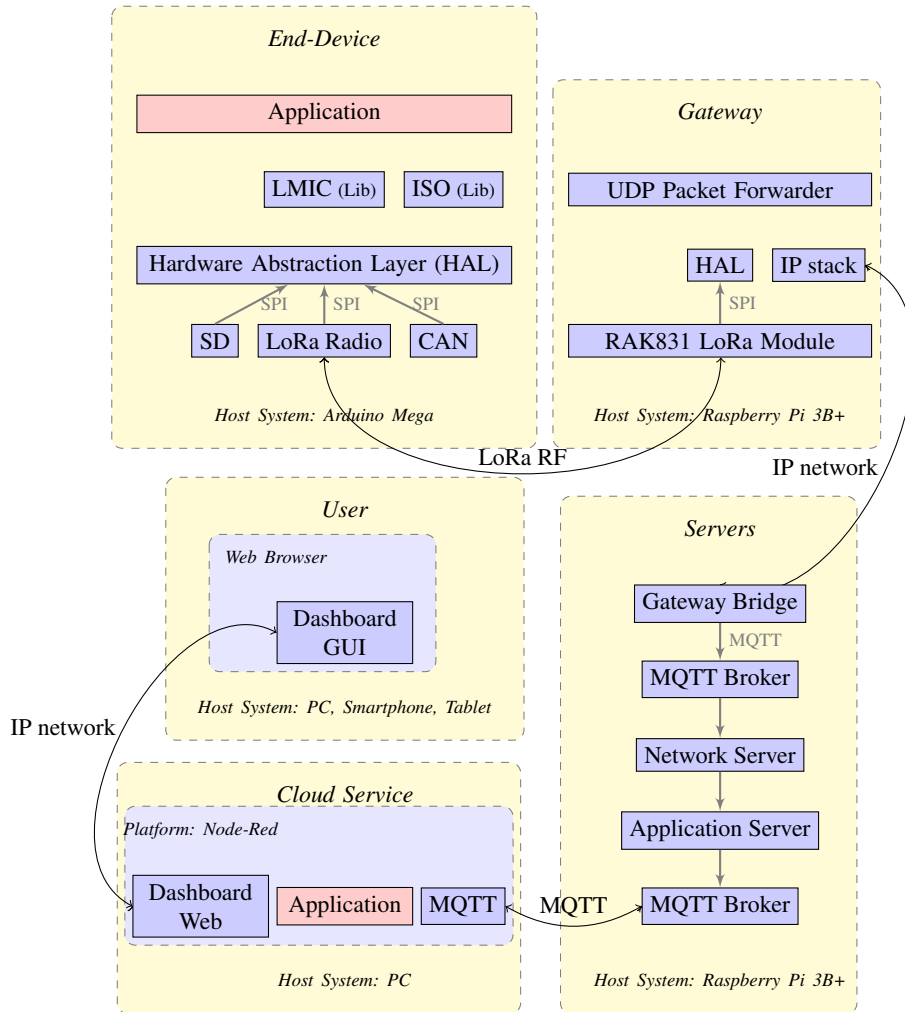 End-Device
Application
LMIC (Lib)
ISO (Lib)
Hardware Abstraction Layer (HAL)
SPI
SPI
SPI
SD
LoRa Radio
CAN
Host System: Arduino Mega
Gateway
UDP Packet Forwarder
HAL
IP stack
SPI
RAK831 LoRa Module
Host System: Raspberry Pi 3B+
LoRa RF
IP network
User
Web Browser
Dashboard
GUI
Host System: PC, Smartphone, Tablet
IP network
Servers
Gateway Bridge
MQTT
MQTT Broker
Network Server
Application Server
MQTT Broker
Host System: Raspberry Pi 3B+
Cloud Service
Platform: Node-Red
Dashboard
Web
Application
MQTT
MQTT
Host System: PC